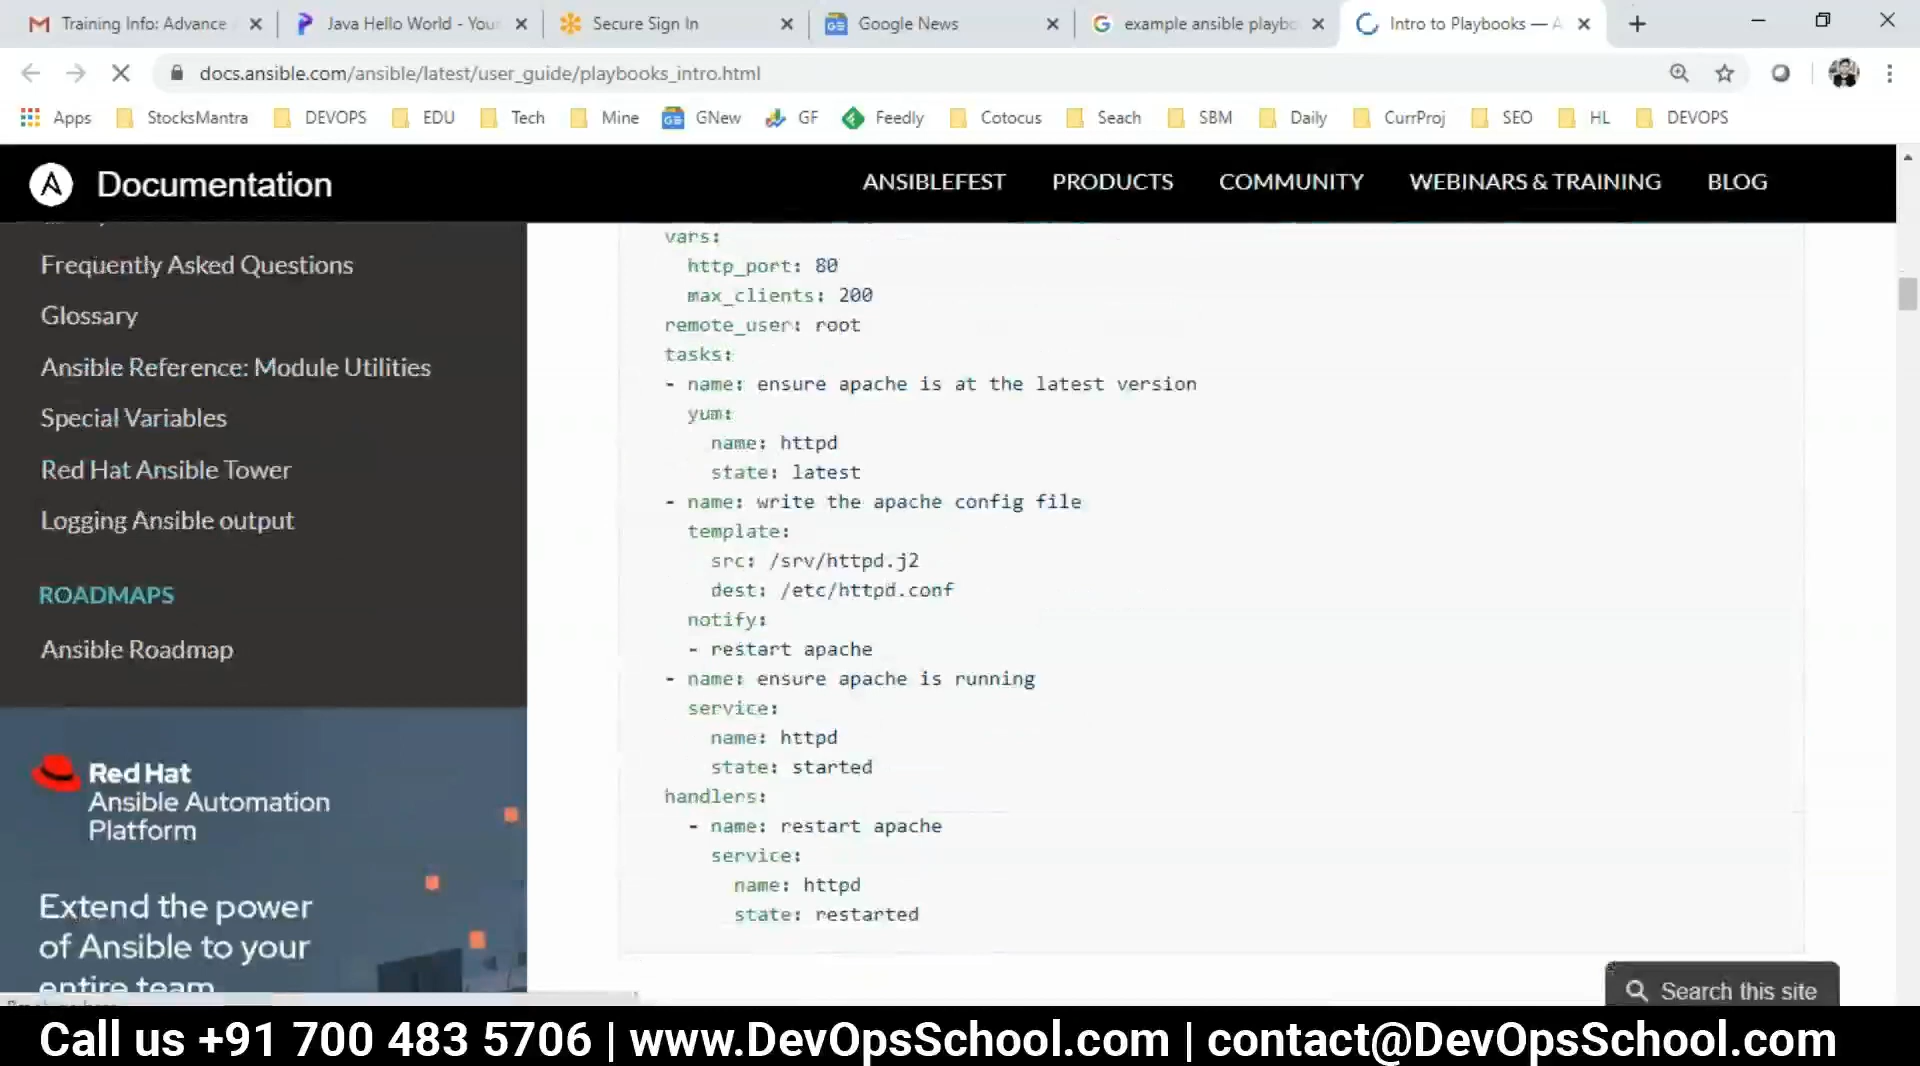 Training Info: Advance
Java Hello World - You
Secure Sign In
Google News
example ansible playbo
Intro to Playbooks — A
docs.ansible.com/ansible/latest/user_guide/playbooks_intro.html
Apps
StocksMantra
DEVOPS
EDU
Tech
Mine
GNew
GF
Feedly
Cotocus
Seach
SBM
Daily
CurrProj
SEO
HL
DEVOPS
Documentation
ANSIBLEFEST
PRODUCTS
COMMUNITY
WEBINARS & TRAINING
BLOG
Frequently Asked Questions
Glossary
Ansible Reference: Module Utilities
Special Variables
Red Hat Ansible Tower
Logging Ansible output
ROADMAPS
Ansible Roadmap
Red Hat
Ansible Automation
Platform
Extend the power
of Ansible to your
entire team
vars:
http_port: 80
max_clients: 200
remote_user: root
tasks:
- name: ensure apache is at the latest version
yum:
name: httpd
state: latest
- name: write the apache config file
template:
src: /srv/httpd.j2
dest: /etc/httpd.conf
notify:
- restart apache
- name: ensure apache is running
service:
name: httpd
state: started
handlers:
- name: restart apache
service:
name: httpd
state: restarted
Search this site
Call us +91 700 483 5706 | www.DevOpsSchool.com | contact@DevOpsSchool.com